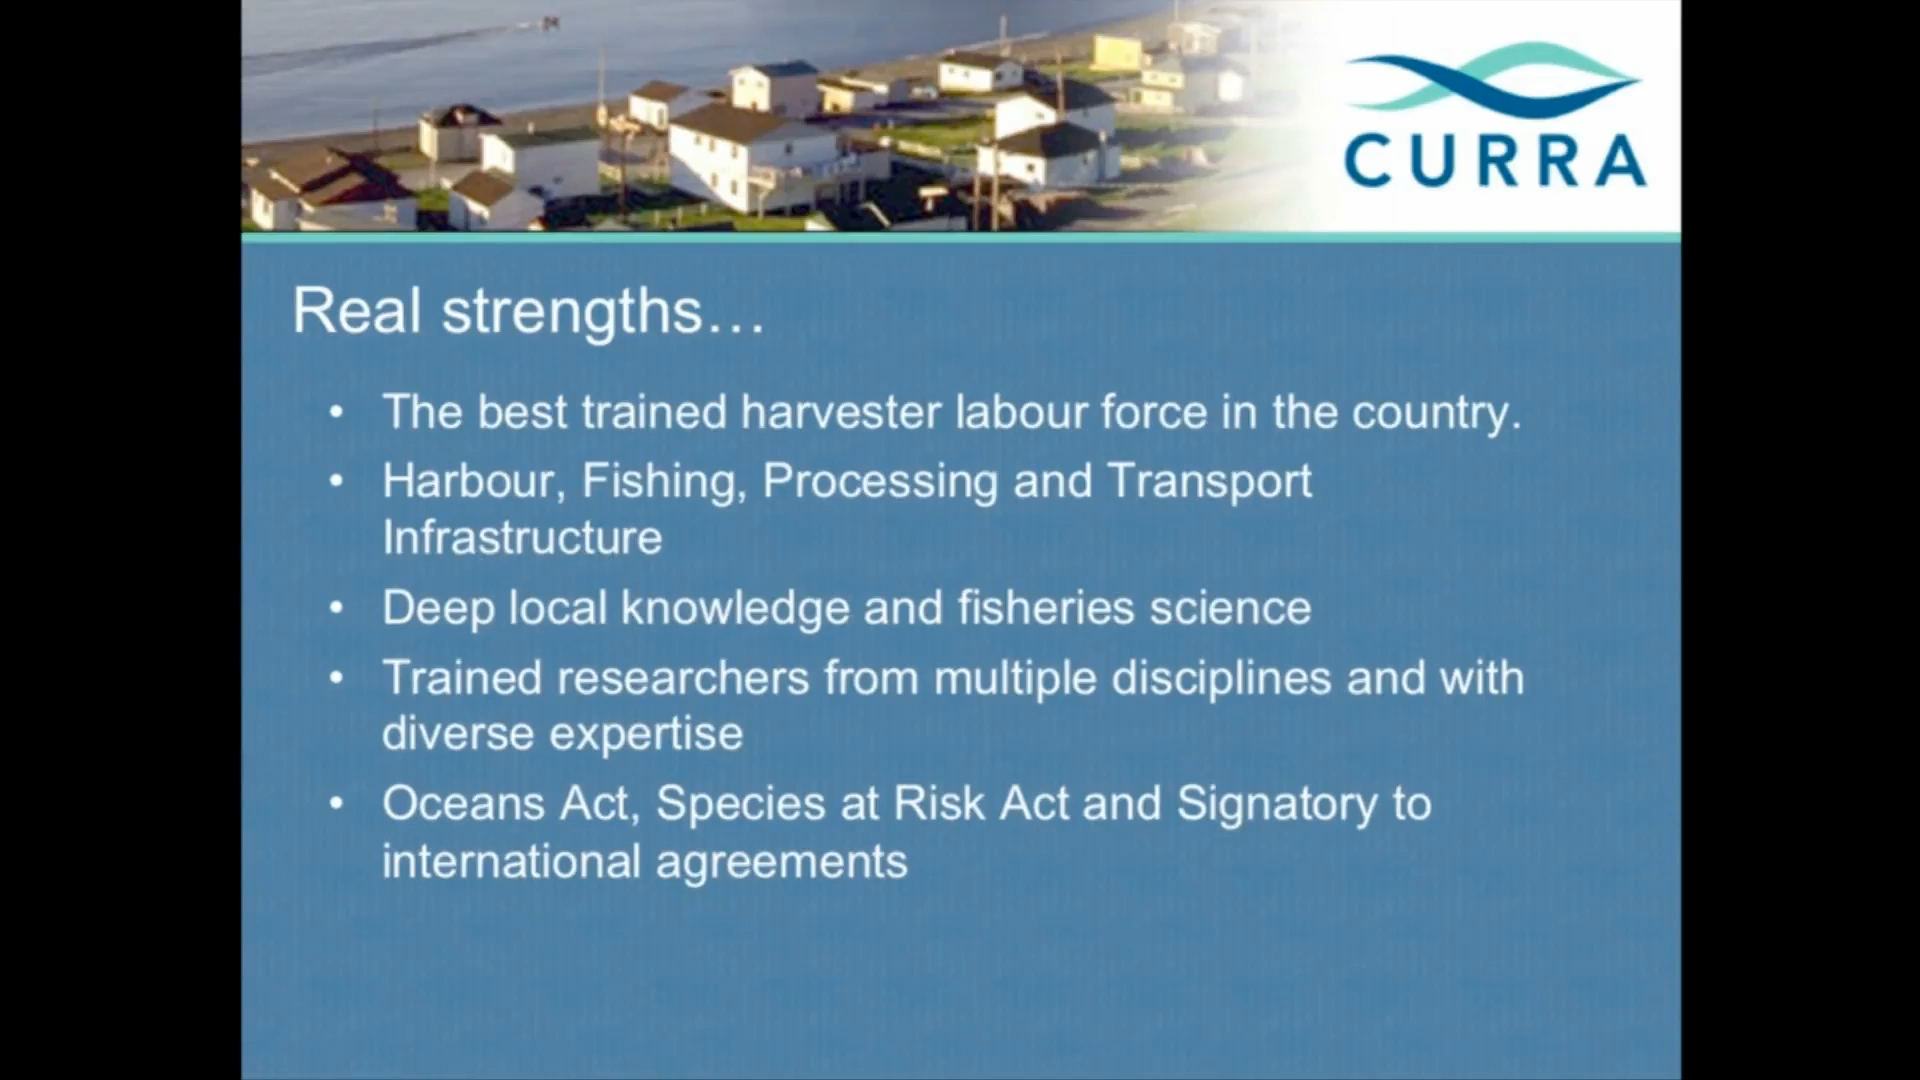 CURRA
Real strengths…
• The best trained harvester labour force in the country.
• Harbour, Fishing, Processing and Transport
Infrastructure
• Deep local knowledge and fisheries science
• Trained researchers from multiple disciplines and with
diverse expertise
• Oceans Act, Species at Risk Act and Signatory to
international agreements